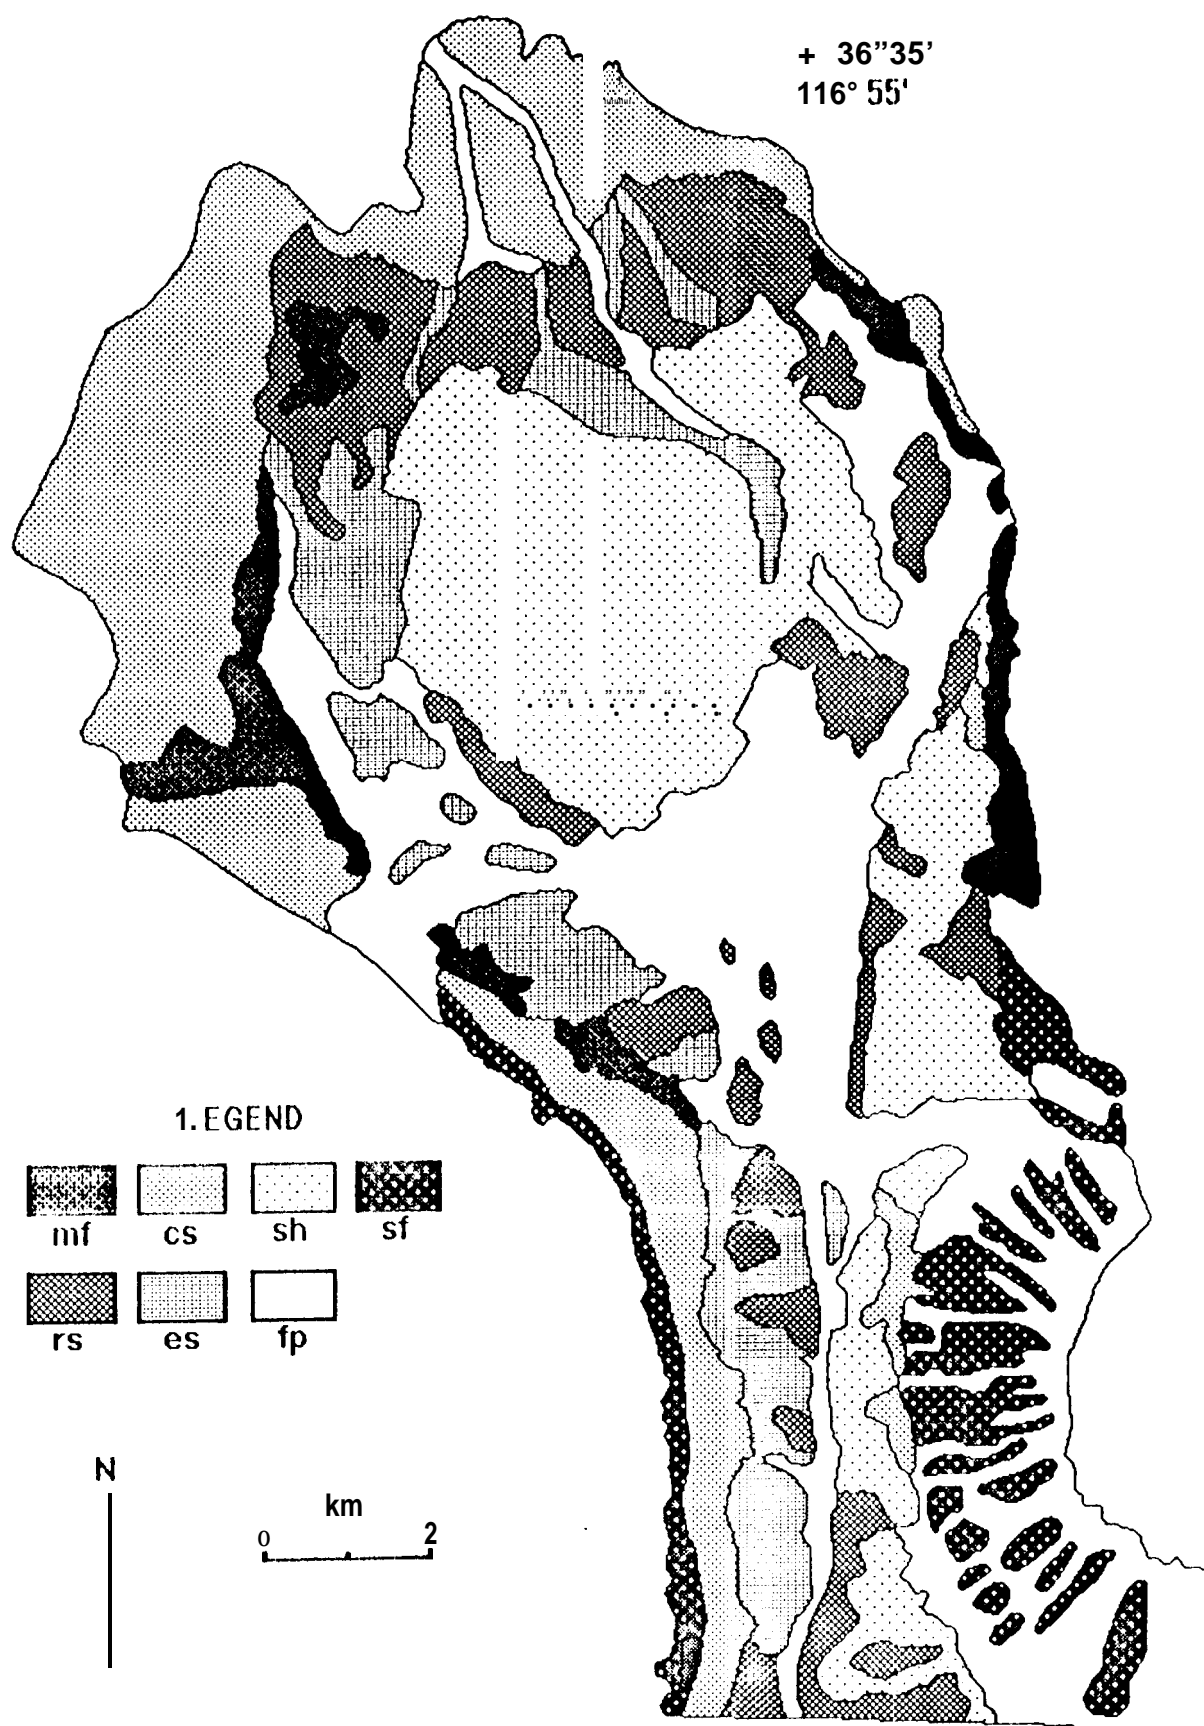 + 36”35’
116° 55'
1. EGEND
mf cs sh sf
rs es fp
N
km
0 2